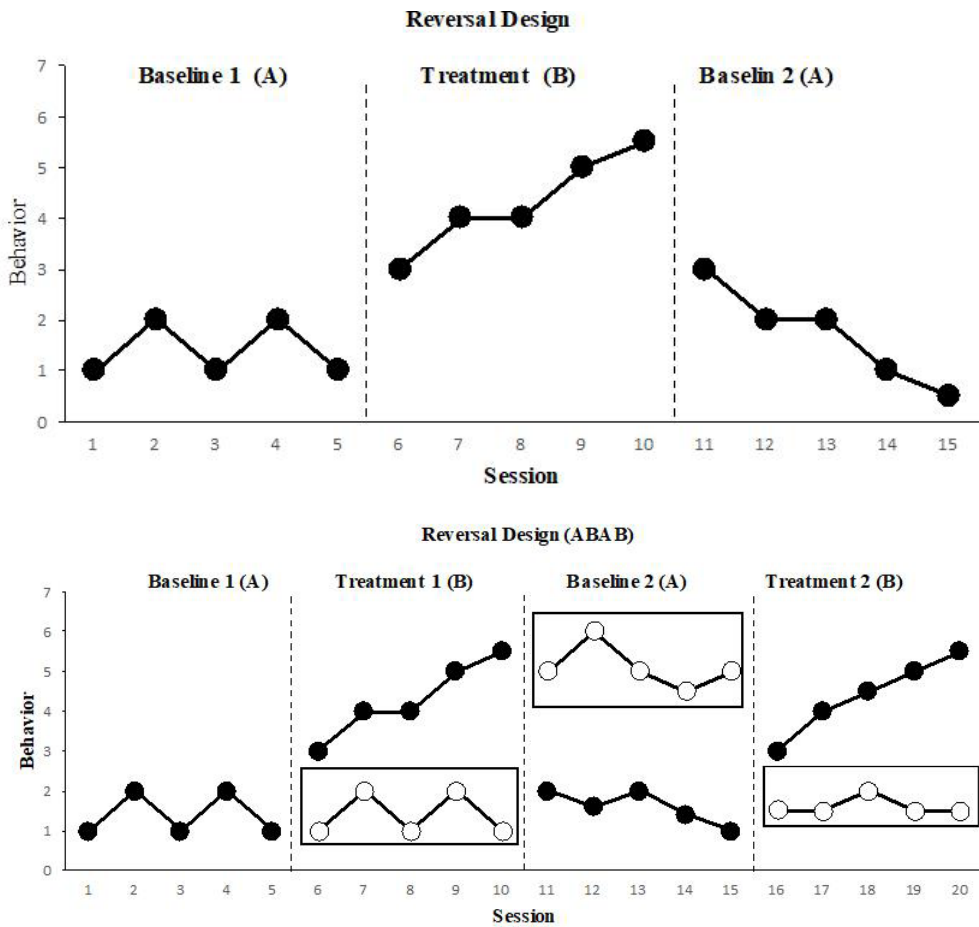 Reversal Design
Baseline 1 (A) Treatment (B) Baselin 2 (A)
7
6
5
4
3
2
1
0
Behavior
1 2 3 4 5 6 7 8 9 10 11 12 13 14 15
Session
Reversal Design (ABAB)
Baseline 1 (A) Treatment 1 (B) Baseline 2 (A) Treatment 2 (B)
7
6
5
4
3
2
1
0
Behavior
1 2 3 4 5 6 7 8 9 10 11 12 13 14 15 16 17 18 19 20
Session